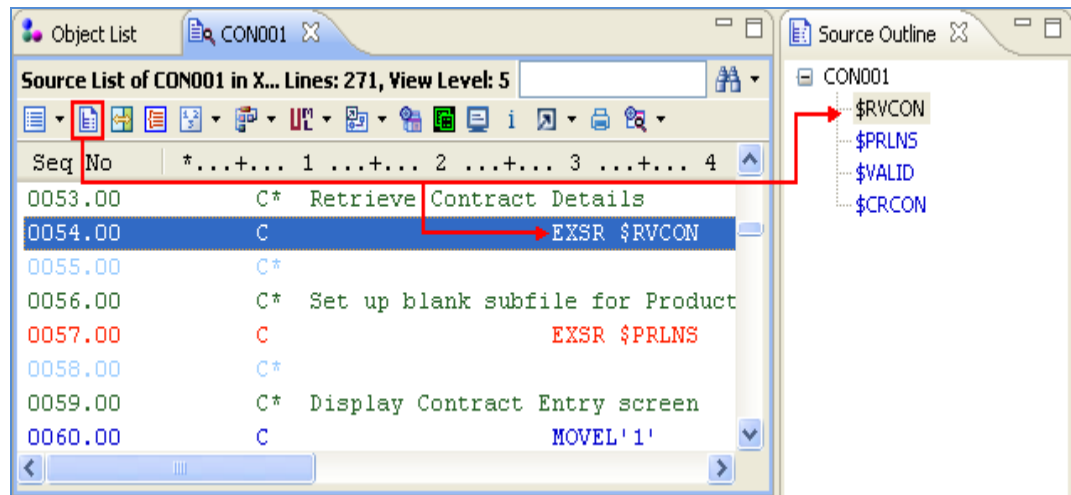 Object List
CON001
Source Outline
Source List of CON001 in X... Lines: 271, View Level: 5
CON001
$RVCON
$PRLNS
$VALID
$CRCON
Seq No *...+... 1 ...+... 2 ...+... 3 ...+... 4
0053.00 C* Retrieve Contract Details
0054.00 C EXSR $RVCON
0055.00 C*
0056.00 C* Set up blank subfile for Product
0057.00 C EXSR $PRLNS
0058.00 C*
0059.00 C* Display Contract Entry screen
0060.00 C MOVEL'1'